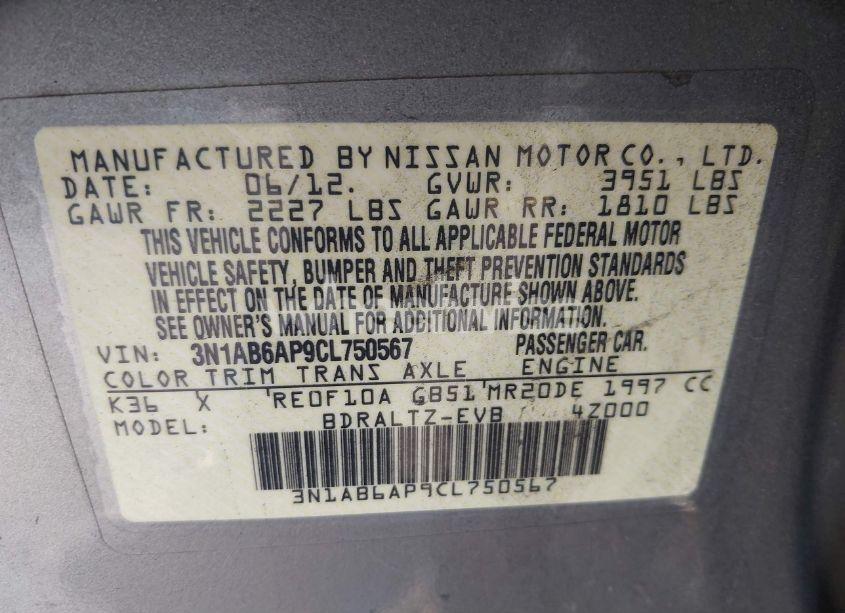 MANUFACTURED BY NISSAN MOTOR CO., LTD.
DATE: 06/12. GVWR: 3951 LBS
GAWR FR: 2227 LBS GAWR RR: 1810 LBS
THIS VEHICLE CONFORMS TO ALL APPLICABLE FEDERAL MOTOR
VEHICLE SAFETY, BUMPER AND THEFT PREVENTION STANDARDS
IN EFFECT ON THE DATE OF MANUFACTURE SHOWN ABOVE.
SEE OWNER'S MANUAL FOR ADDITIONAL INFORMATION.
VIN: 3N1AB6AP9CL750567 PASSENGER CAR.
COLOR TRIM TRANS AXLE ENGINE
K36 X RE0F10A GB51 MR20DE 1997 CC
MODEL: BDRALTZ-EVB 4Z000
3N1AB6AP9CL750567